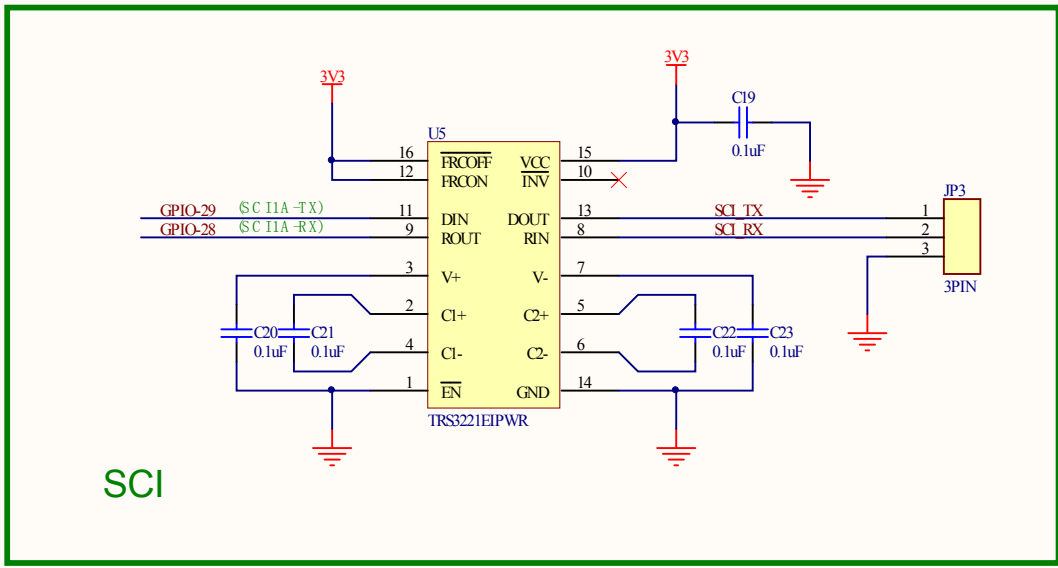 3V3
3V3
C19
0.1uF
U5
16 FRCOFF VCC 15
12 FRCON INV 10
JP3
GPIO-29 (SCI1A-TX) 11 DIN DOUT 13 SCI_TX 1
GPIO-28 (SCI1A-RX) 9 ROUT RIN 8 SCI_RX 2
3
3PIN
3 V+ V- 7
2 C1+ C2+ 5
C20 C21 C22 C23
0.1uF 0.1uF 0.1uF 0.1uF
4 C1- C2- 6
1 EN GND 14
TRS3221EIPWR
SCI